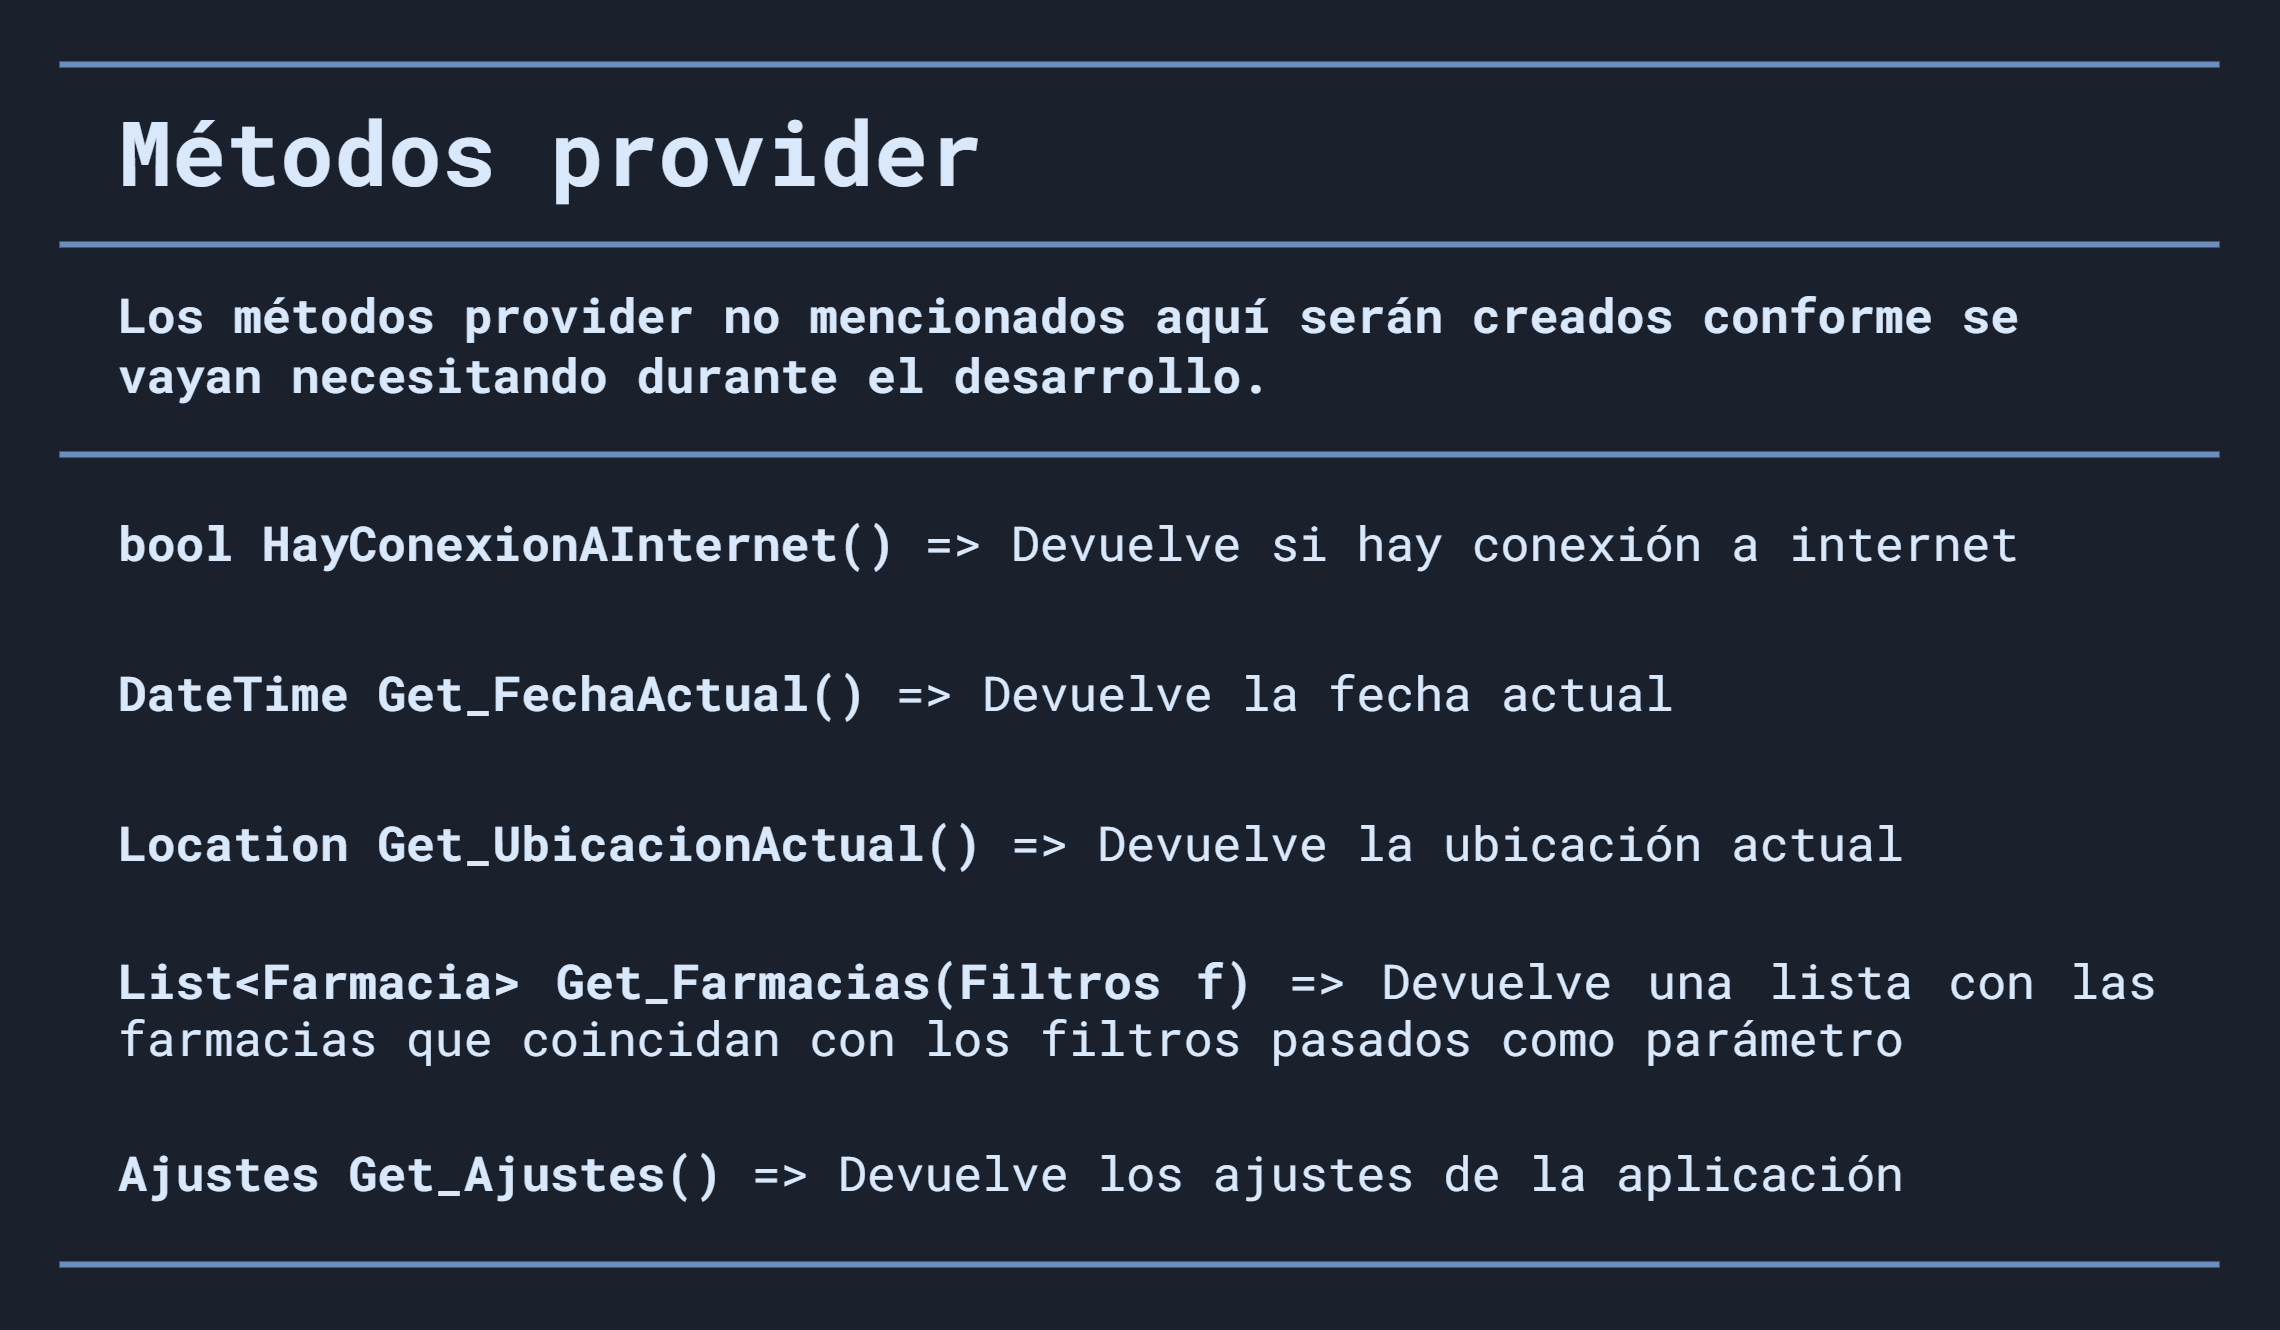 Métodos provider
Los métodos provider no mencionados aquí serán creados conforme se
vayan necesitando durante el desarrollo.
bool HayConexionAInternet() => Devuelve si hay conexión a internet
DateTime Get_FechaActual() => Devuelve la fecha actual
Location Get_UbicacionActual() => Devuelve la ubicación actual
List<Farmacia> Get_Farmacias(Filtros f) => Devuelve una lista con las
farmacias que coincidan con los filtros pasados como parámetro
Ajustes Get_Ajustes() => Devuelve los ajustes de la aplicación